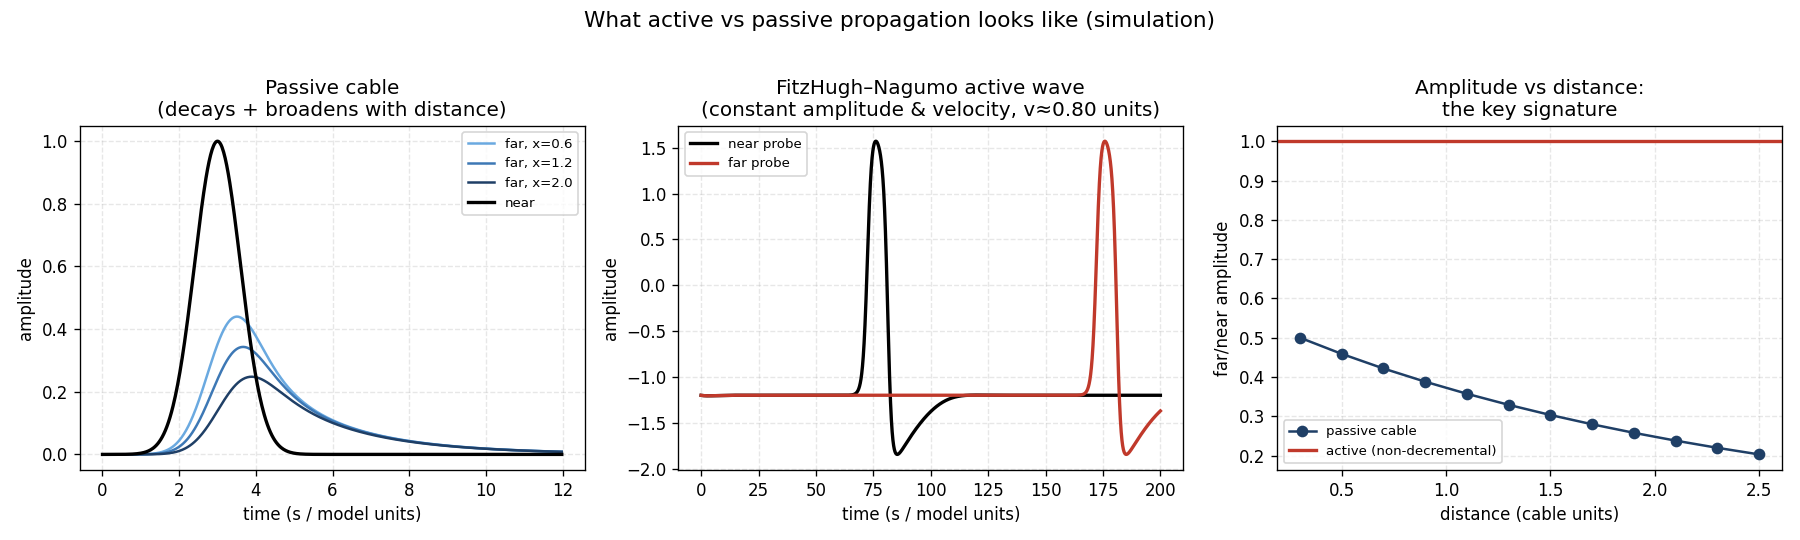 What active vs passive propagation looks like (simulation)
Passive cable
(decays + broadens with distance)
amplitude
1.0
0.8
0.6
0.4
0.2
0.0
far, x=0.6
far, x=1.2
far, x=2.0
near
0 2 4 6 8 10 12
time (s / model units)
FitzHugh–Nagumo active wave
(constant amplitude & velocity, v≈0.80 units)
amplitude
1.5
1.0
0.5
0.0
−0.5
−1.0
−1.5
−2.0
near probe
far probe
0 25 50 75 100 125 150 175 200
time (s / model units)
Amplitude vs distance:
the key signature
far/near amplitude
1.0
0.9
0.8
0.7
0.6
0.5
0.4
0.3
0.2
passive cable
active (non-decremental)
0.5 1.0 1.5 2.0 2.5
distance (cable units)